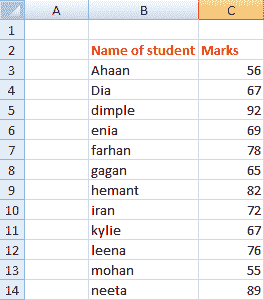 A B C
1
2 Name of student Marks
3 Ahaan 56
4 Dia 67
5 dimple 92
6 enia 69
7 farhan 78
8 gagan 65
9 hemant 82
10 iran 72
11 kylie 67
12 leena 76
13 mohan 55
14 neeta 89